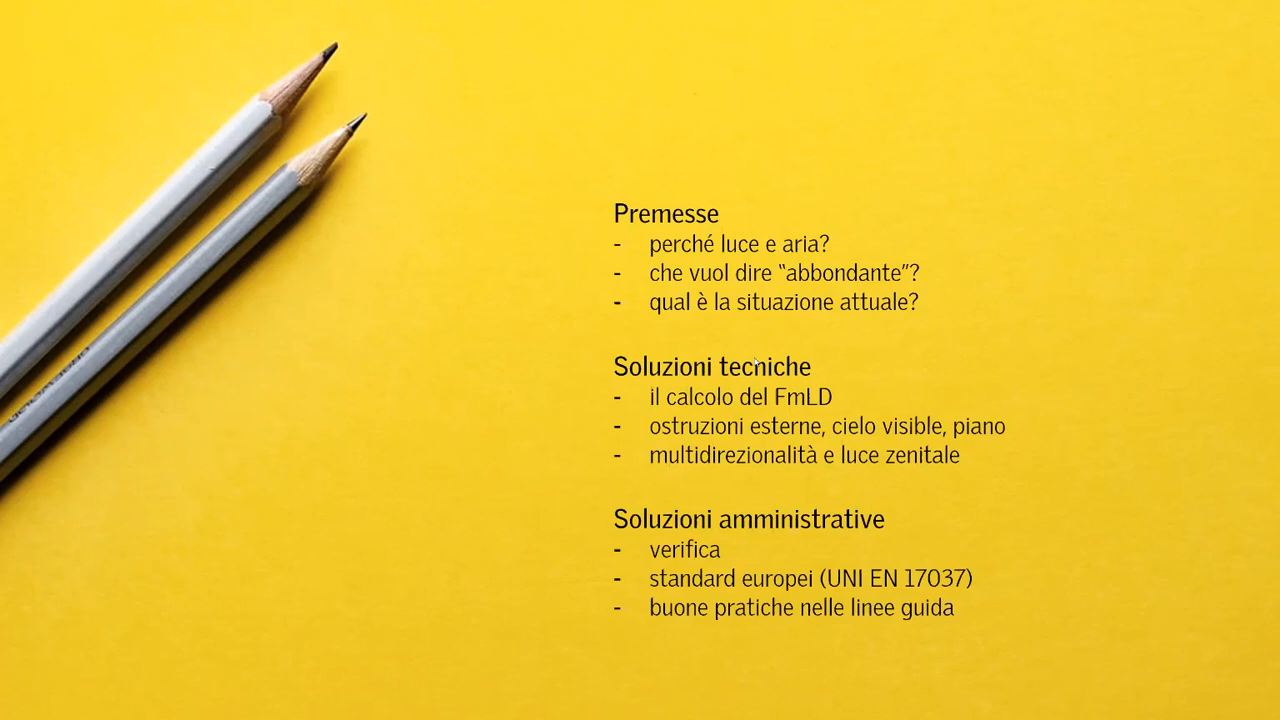 Premesse
- perché luce e aria?
- che vuol dire “abbondante”?
- qual è la situazione attuale?
Soluzioni tecniche
- il calcolo del FmLD
- ostruzioni esterne, cielo visibile, piano
- multidirezionalità e luce zenitale
Soluzioni amministrative
- verifica
- standard europei (UNI EN 17037)
- buone pratiche nelle linee guida